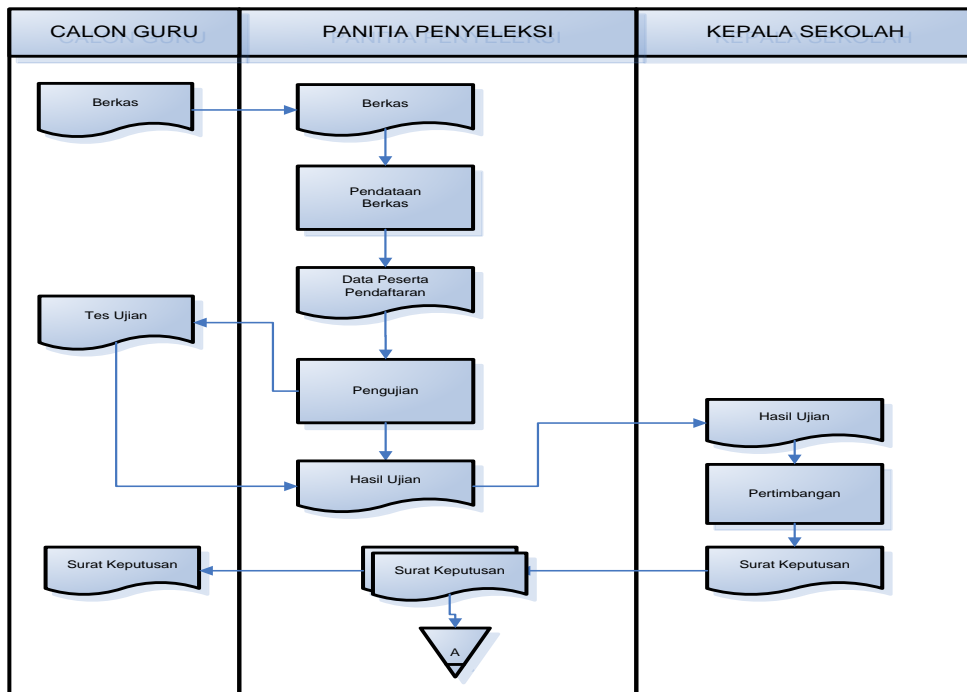 CALON GURU
PANITIA PENYELEKSI
KEPALA SEKOLAH
Berkas
Berkas
Pendataan
Berkas
Data Peserta
Pendaftaran
Tes Ujian
Pengujian
Hasil Ujian
Hasil Ujian
Pertimbangan
Surat Keputusan
Surat Keputusan
Surat Keputusan
A